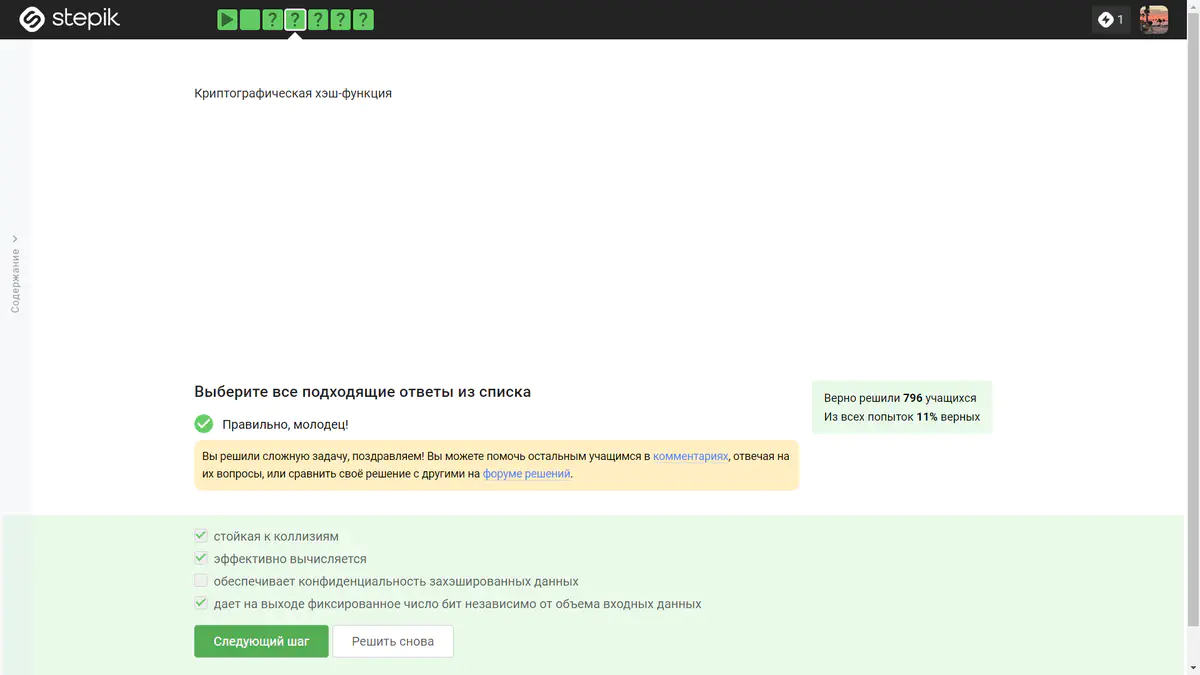 stepik
? ? ? ? ?
1
Криптографическая хэш-функция
Содержание
Выберите все подходящие ответы из списка
Правильно, молодец!
Вы решили сложную задачу, поздравляем! Вы можете помочь остальным учащимся в комментариях, отвечая на
их вопросы, или сравнить своё решение с другими на форуме решений.
Верно решили 796 учащихся
Из всех попыток 11% верных
стойкая к коллизиям
эффективно вычисляется
обеспечивает конфиденциальность захэшированных данных
дает на выходе фиксированное число бит независимо от объема входных данных
Следующий шаг
Решить снова